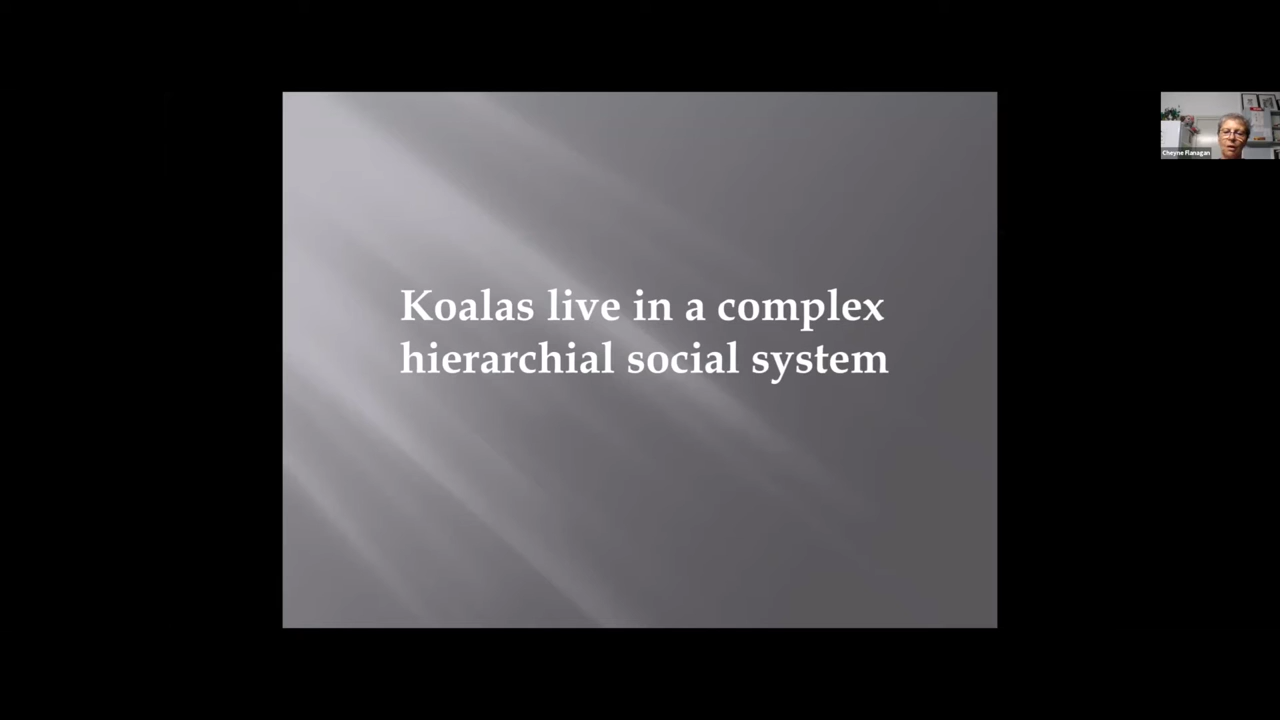 Koalas live in a complex
hierarchial social system
Cheyne Flanagan